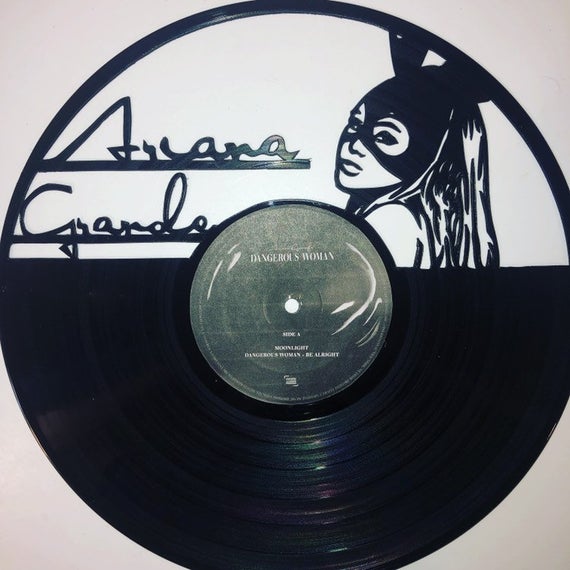 Ariana
Grande
DANGEROUS WOMAN
SIDE A
MOONLIGHT
DANGEROUS WOMAN - BE ALRIGHT